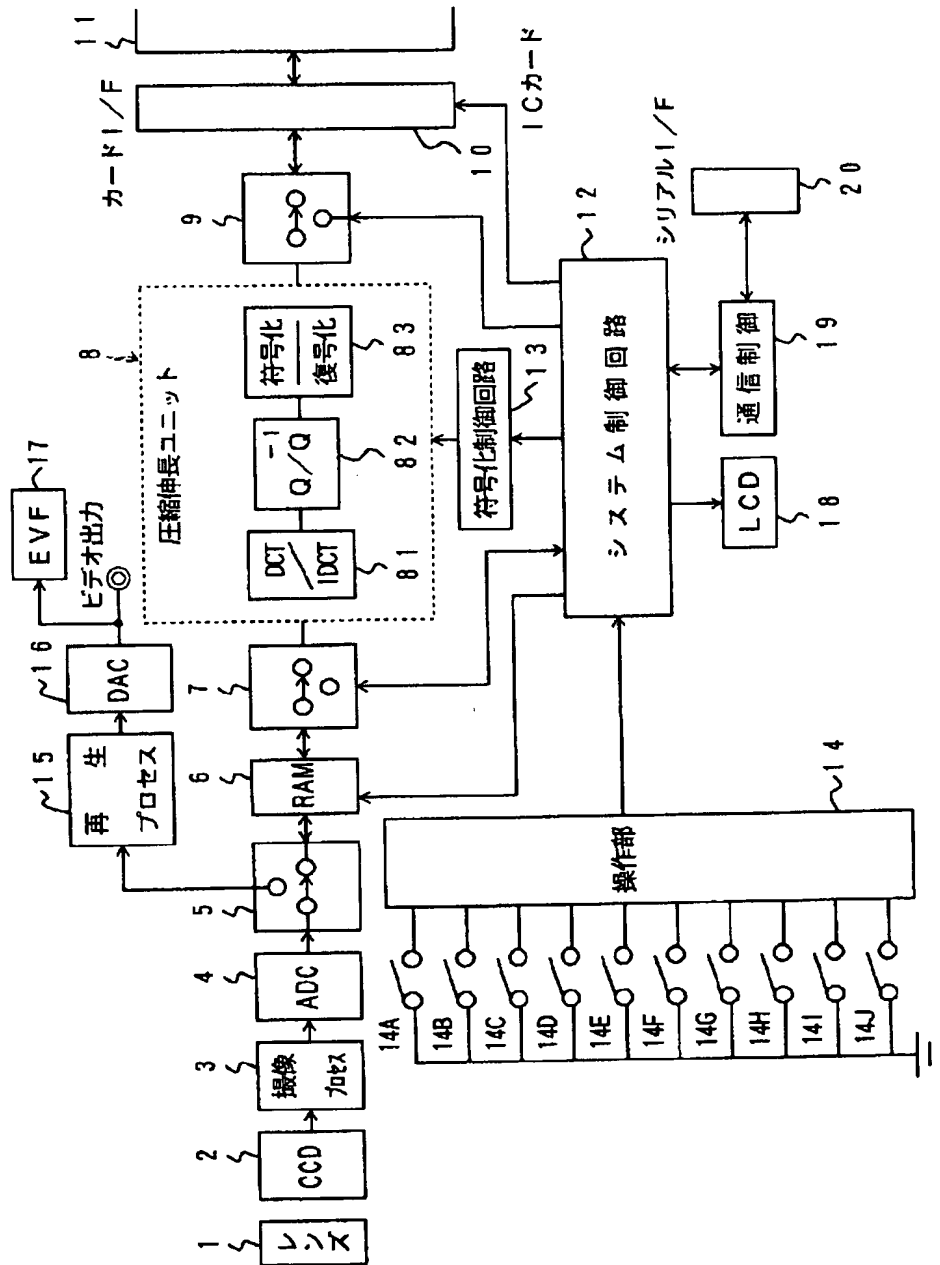 1
レンズ
2
CCD
3
撮像
プロセス
4
ADC
5
6
RAM
7
8
圧縮伸長ユニット
DCT
IDCT
81
Q/Q⁻¹
82
符号化
復号化
83
9
カードI/F
10
11
ICカード
15
再生
プロセス
16
DAC
17
EVF
ビデオ出力
符号化制御回路
13
システム制御回路
12
LCD
18
通信制御
19
シリアルI/F
20
操作部
14
14A
14B
14C
14D
14E
14F
14G
14H
14I
14J